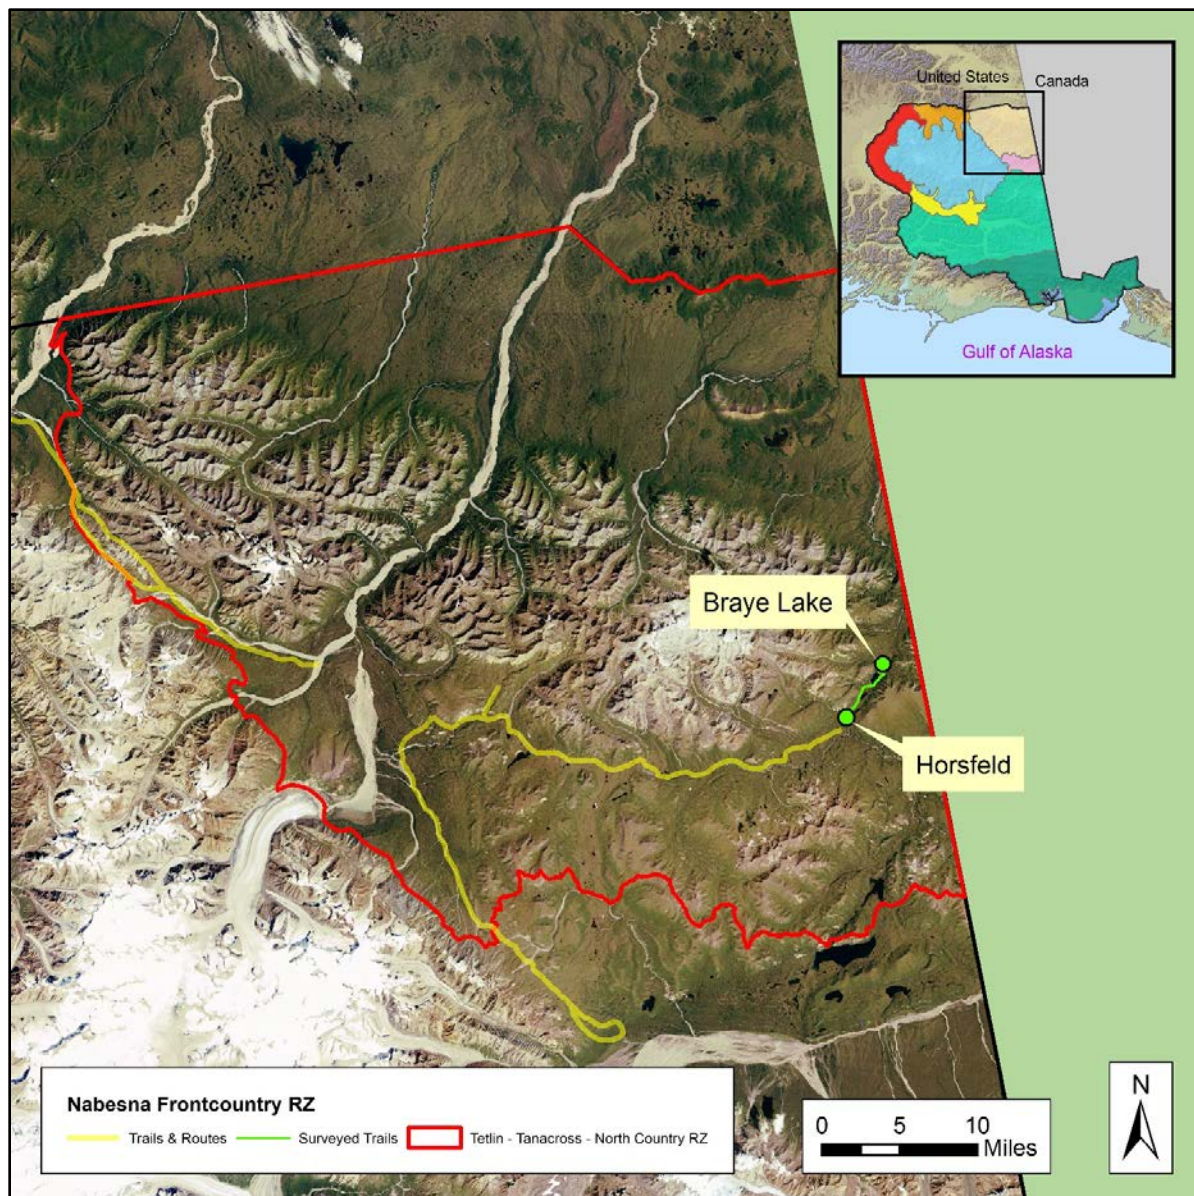 United States
Canada
Gulf of Alaska
Braye Lake
Horsfeld
Nabesna Frontcountry RZ
Trails & Routes
Surveyed Trails
Tetlin - Tanacross - North Country RZ
0 5 10
Miles
N